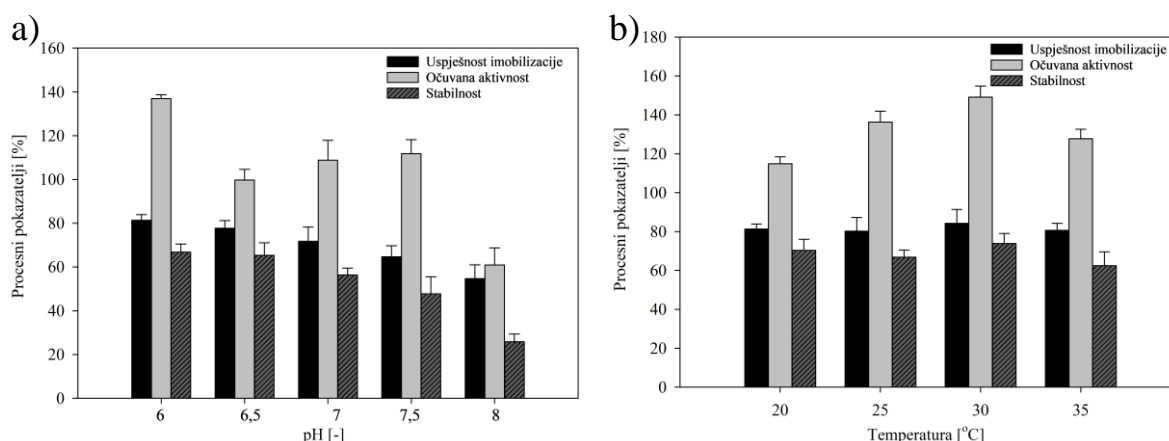 a)
160
140
120
100
80
60
40
20
0
Procesni pokazatelji [%]
Uspješnost imobilizacije
Očuvana aktivnost
Stabilnost
6 6,5 7 7,5 8
pH [-]
b)
180
160
140
120
100
80
60
40
20
0
Procesni pokazatelji [%]
Uspješnost imobilizacije
Očuvana aktivnost
Stabilnost
20 25 30 35
Temperatura [°C]